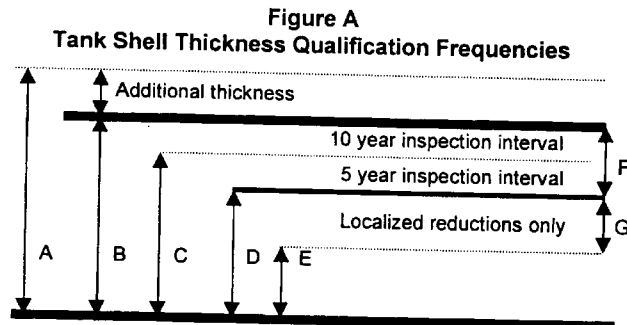 Figure A
Tank Shell Thickness Qualification Frequencies
Additional thickness
10 year inspection interval
F
5 year inspection interval
Localized reductions only
G
A
B
C
D
E